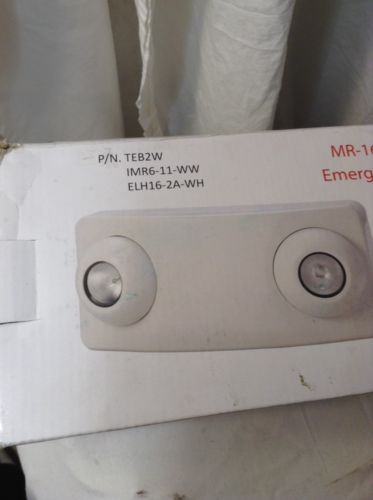 P/N. TEB2W
IMR6-11-WW
ELH16-2A-WH
MR-16
Emerg